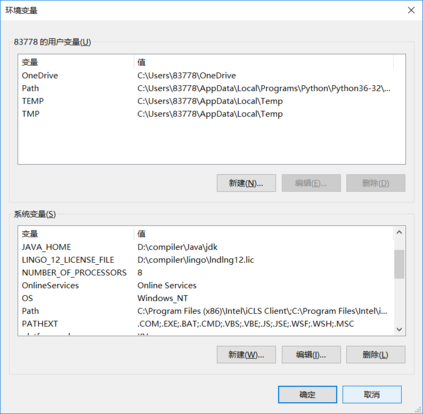 环境变量
83778 的用户变量(U)
变量 值
OneDrive C:\Users\83778\OneDrive
Path C:\Users\83778\AppData\Local\Programs\Python\Python36-32\...
TEMP C:\Users\83778\AppData\Local\Temp
TMP C:\Users\83778\AppData\Local\Temp
新建(N)... 编辑(E)... 删除(D)
系统变量(S)
变量 值
JAVA_HOME D:\compiler\Java\jdk
LINGO_12_LICENSE_FILE D:\compiler\lingo\lndlng12.lic
NUMBER_OF_PROCESSORS 8
OnlineServices Online Services
OS Windows_NT
Path C:\Program Files (x86)\Intel\iCLS Client\;C:\Program Files\Intel\i...
PATHEXT .COM;.EXE;.BAT;.CMD;.VBS;.VBE;.JS;.JSE;.WSF;.WSH;.MSC
新建(W)... 编辑(I)... 删除(L)
确定 取消